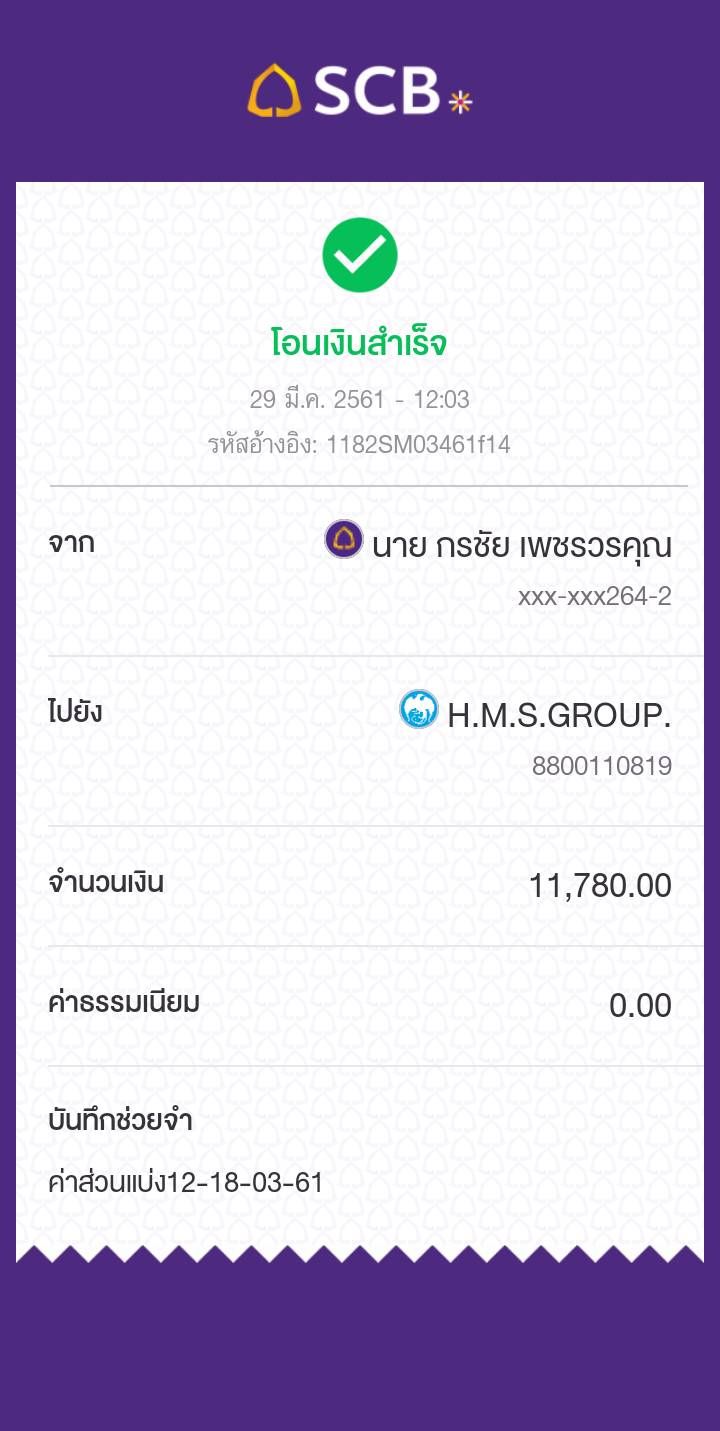 SCB
โอนเงินสำเร็จ
29 มี.ค. 2561 - 12:03
รหัสอ้างอิง: 1182SM03461f14
จาก
นาย กรชัย เพชรวรคุณ
xxx-xxx264-2
ไปยัง
H.M.S.GROUP.
8800110819
จำนวนเงิน
11,780.00
ค่าธรรมเนียม
0.00
บันทึกช่วยจำ
ค่าส่วนแบ่ง12-18-03-61